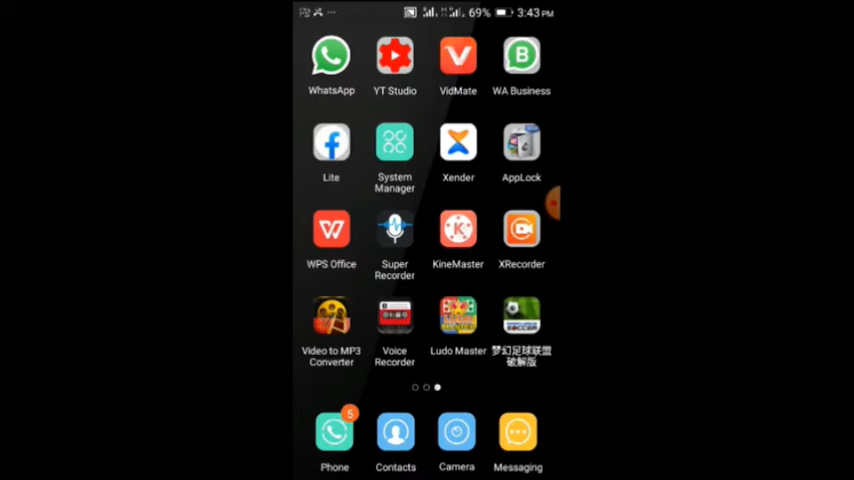 69% 3:43 PM
WhatsApp YT Studio VidMate WA Business
Lite System Manager Xender AppLock
WPS Office Super Recorder KineMaster XRecorder
Video to MP3 Converter Voice Recorder Ludo Master 梦幻足球联盟破解版
5
Phone Contacts Camera Messaging